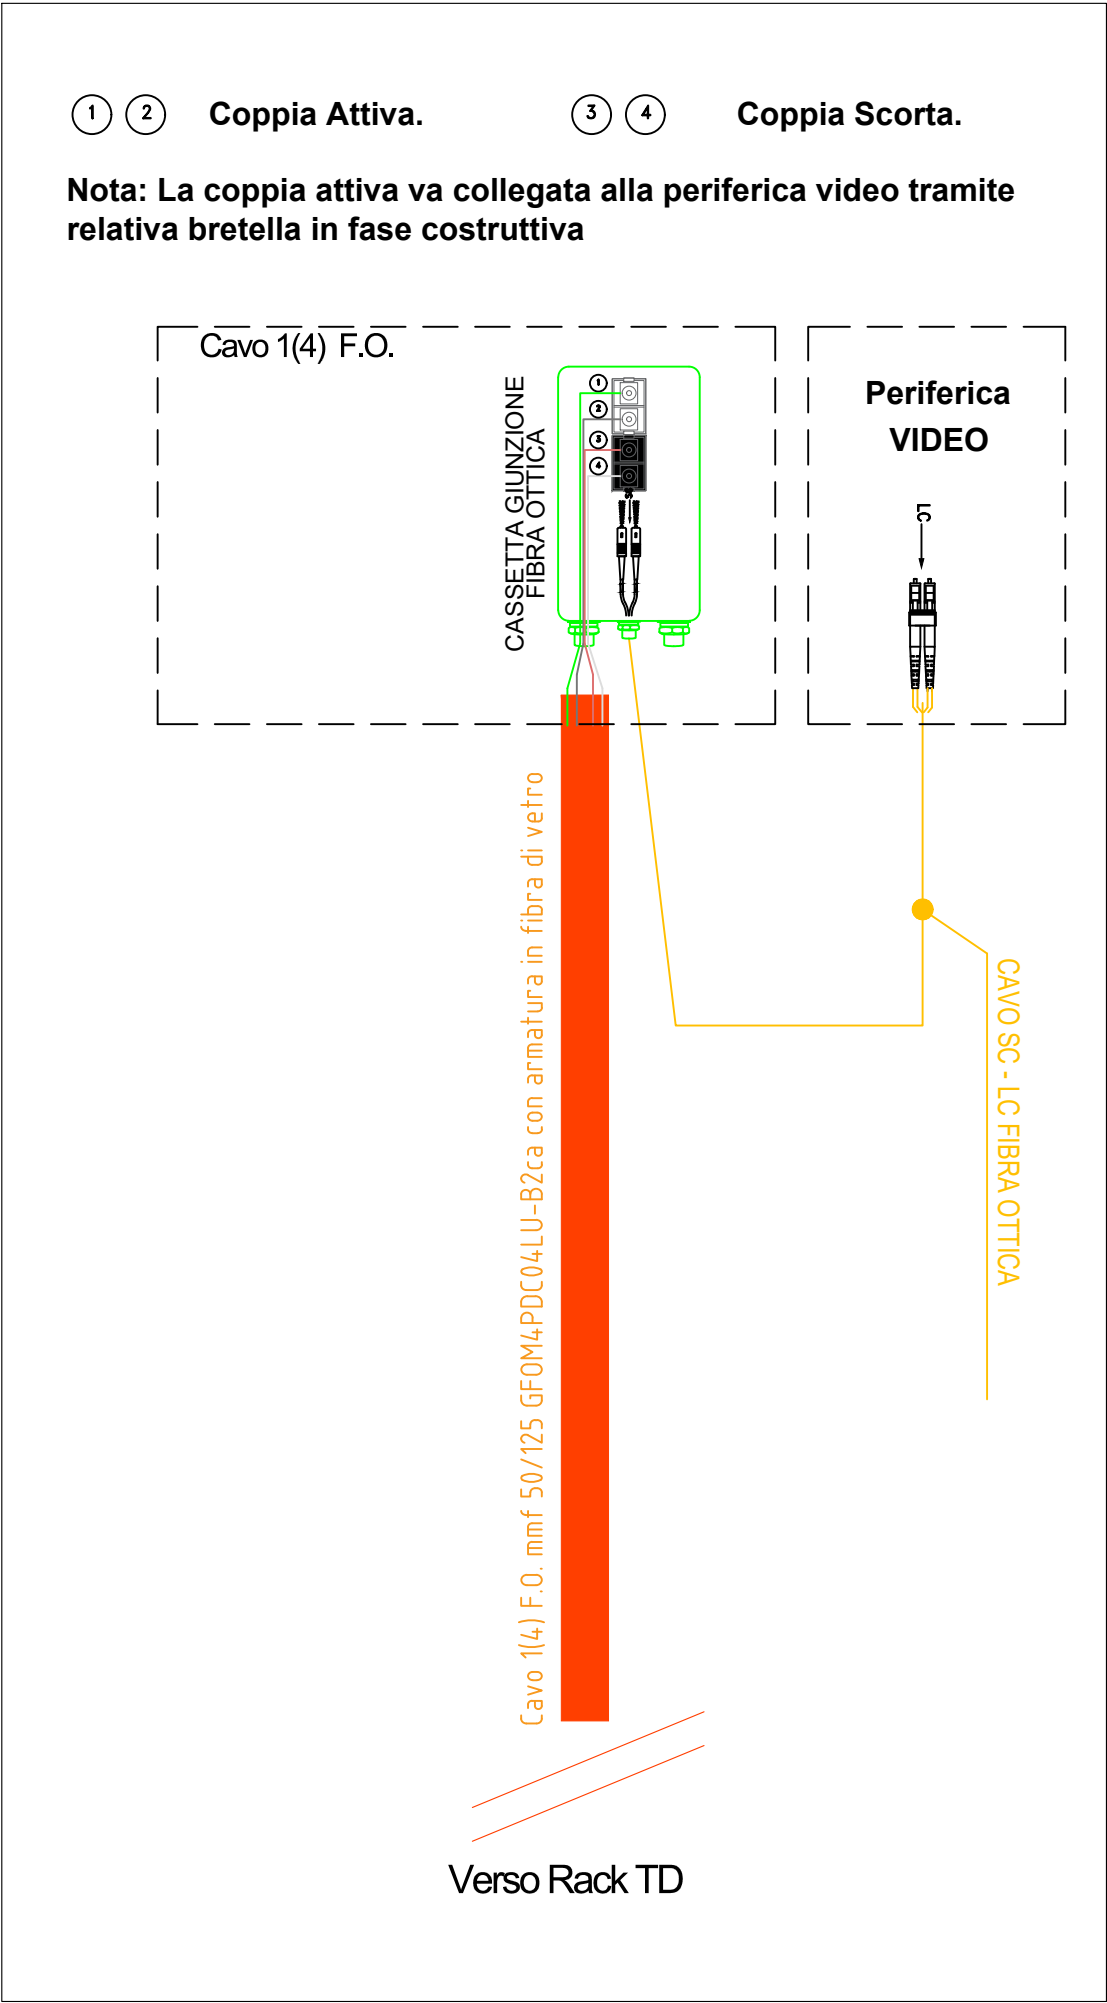 1 2 Coppia Attiva. 3 4 Coppia Scorta.
Nota: La coppia attiva va collegata alla periferica video tramite
relativa bretella in fase costruttiva
Cavo 1(4) F.O.
CASSETTA GIUNZIONE
FIBRA OTTICA
1
2
3
4
SC
Periferica
VIDEO
LC
Cavo 1(4) F.O. mmf 50/125 GFOM4PDC04LU-B2ca con armatura in fibra di vetro
CAVO SC - LC FIBRA OTTICA
Verso Rack TD